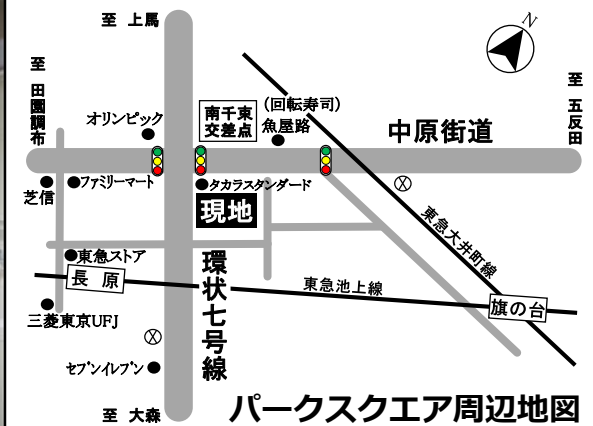 至 上馬
N
至 田園調布
至 五反田
オリンピック
南千束
交差点
(回転寿司)
魚屋路
中原街道
芝信
ファミリーマート
タカラスタンダード
現地
東急大井町線
東急ストア
長原
環状七号線
東急池上線
旗の台
三菱東京UFJ
セブンイレブン
至 大森
パークスクエア周辺地図